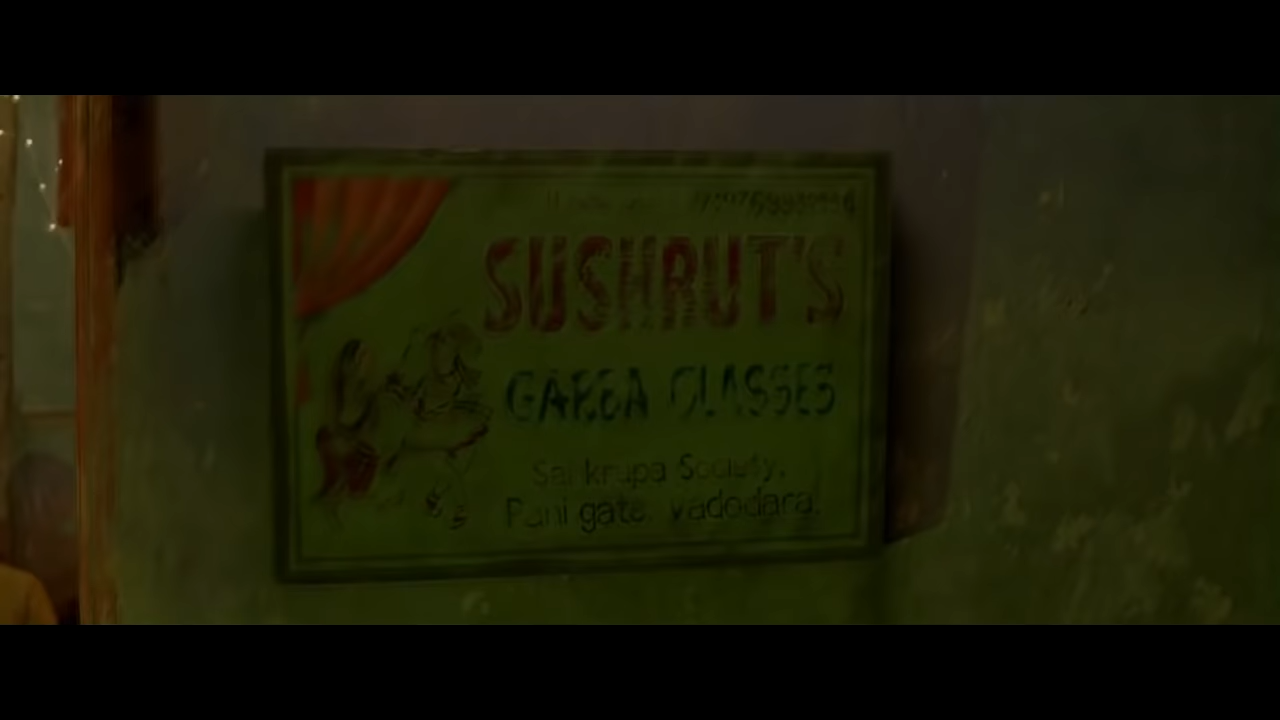 SUSHRUT'S
GARBA CLASSES
Sai krupa Society,
Pani gate, Vadodara.